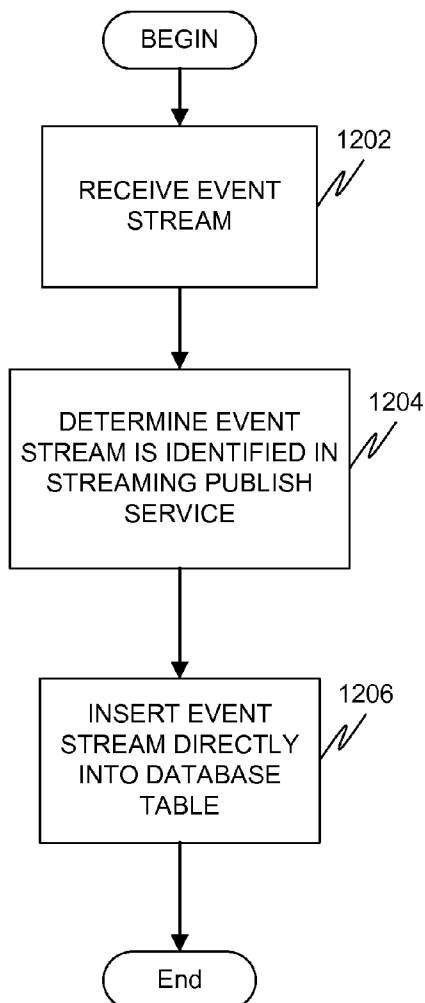 BEGIN
1202
RECEIVE EVENT
STREAM
1204
DETERMINE EVENT
STREAM IS IDENTIFIED IN
STREAMING PUBLISH
SERVICE
1206
INSERT EVENT
STREAM DIRECTLY
INTO DATABASE
TABLE
End